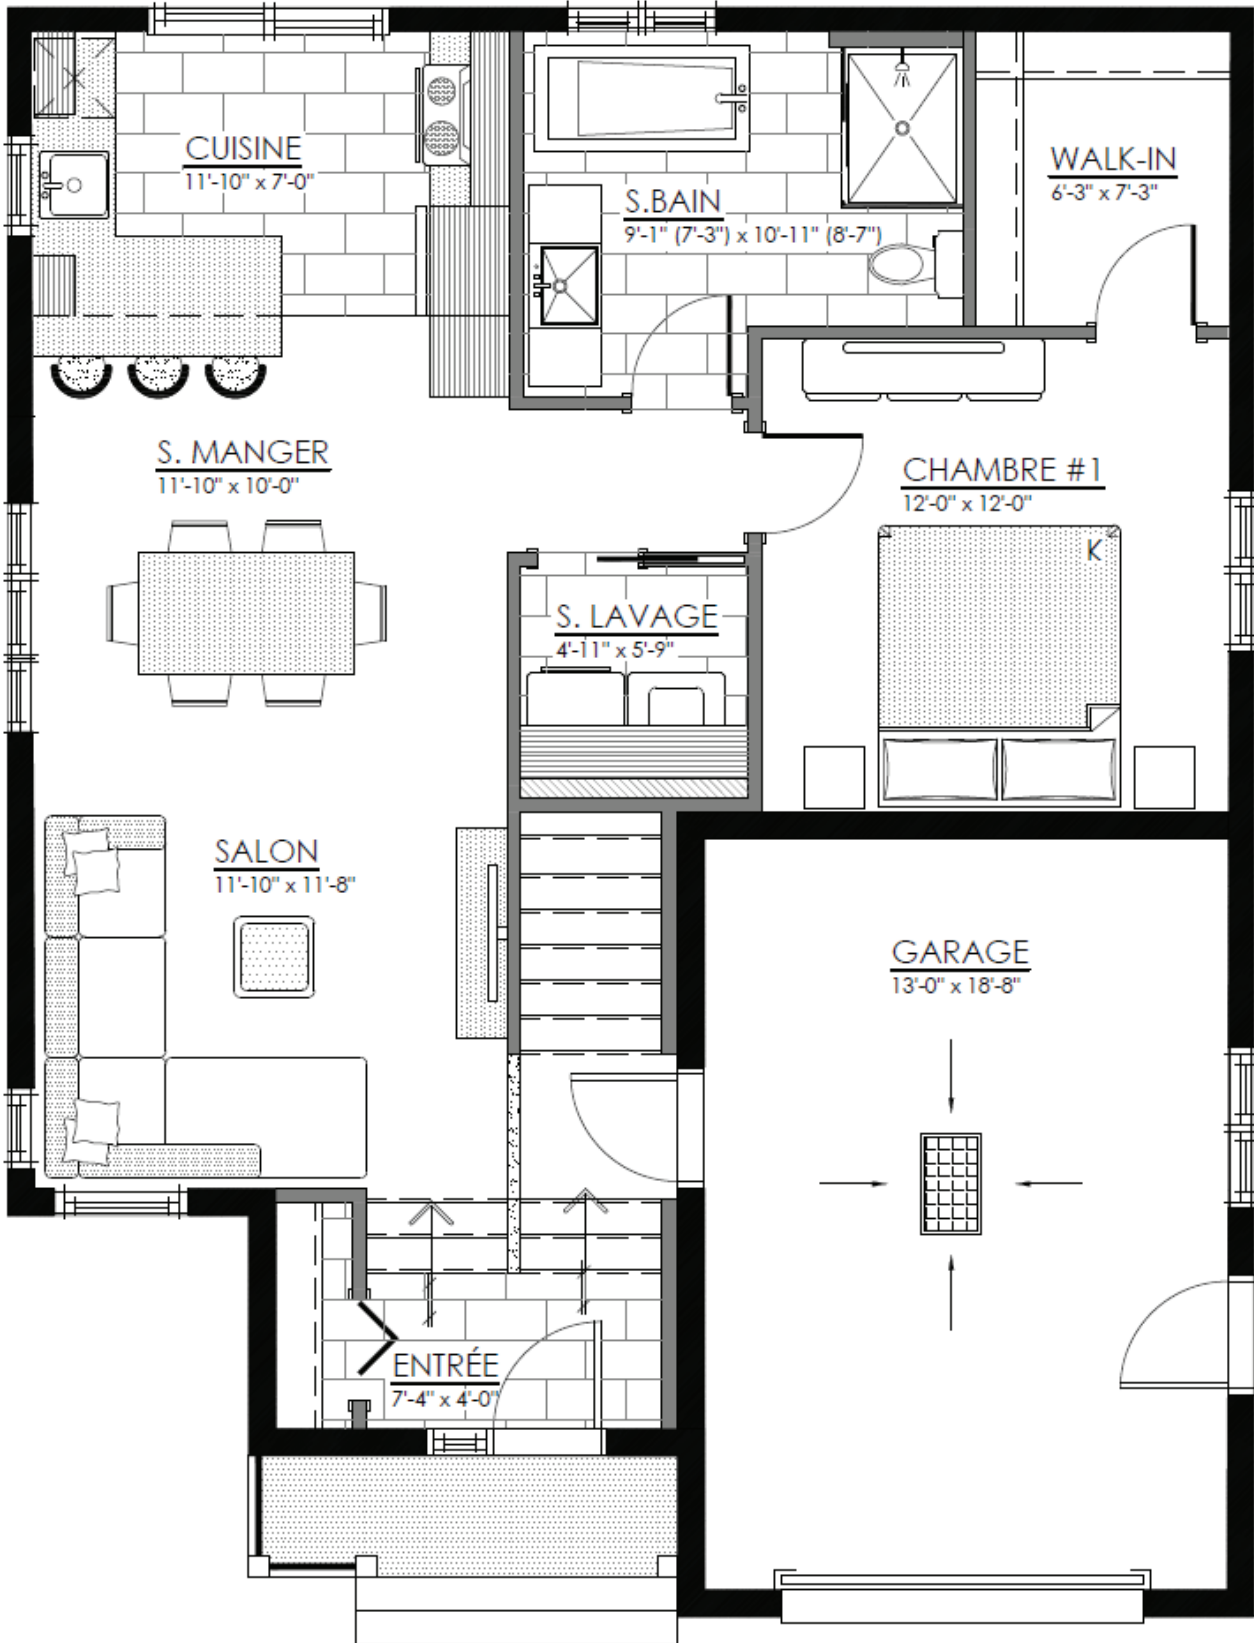 CUISINE
11'-10" x 7'-0"
WALK-IN
6'-3" x 7'-3"
S.BAIN
9'-1" (7'-3") x 10'-11" (8'-7")
S. MANGER
11'-10" x 10'-0"
CHAMBRE #1
12'-0" x 12'-0"
K
S. LAVAGE
4'-11" x 5'-9"
SALON
11'-10" x 11'-8"
GARAGE
13'-0" x 18'-8"
ENTRÉE
7'-4" x 4'-0"